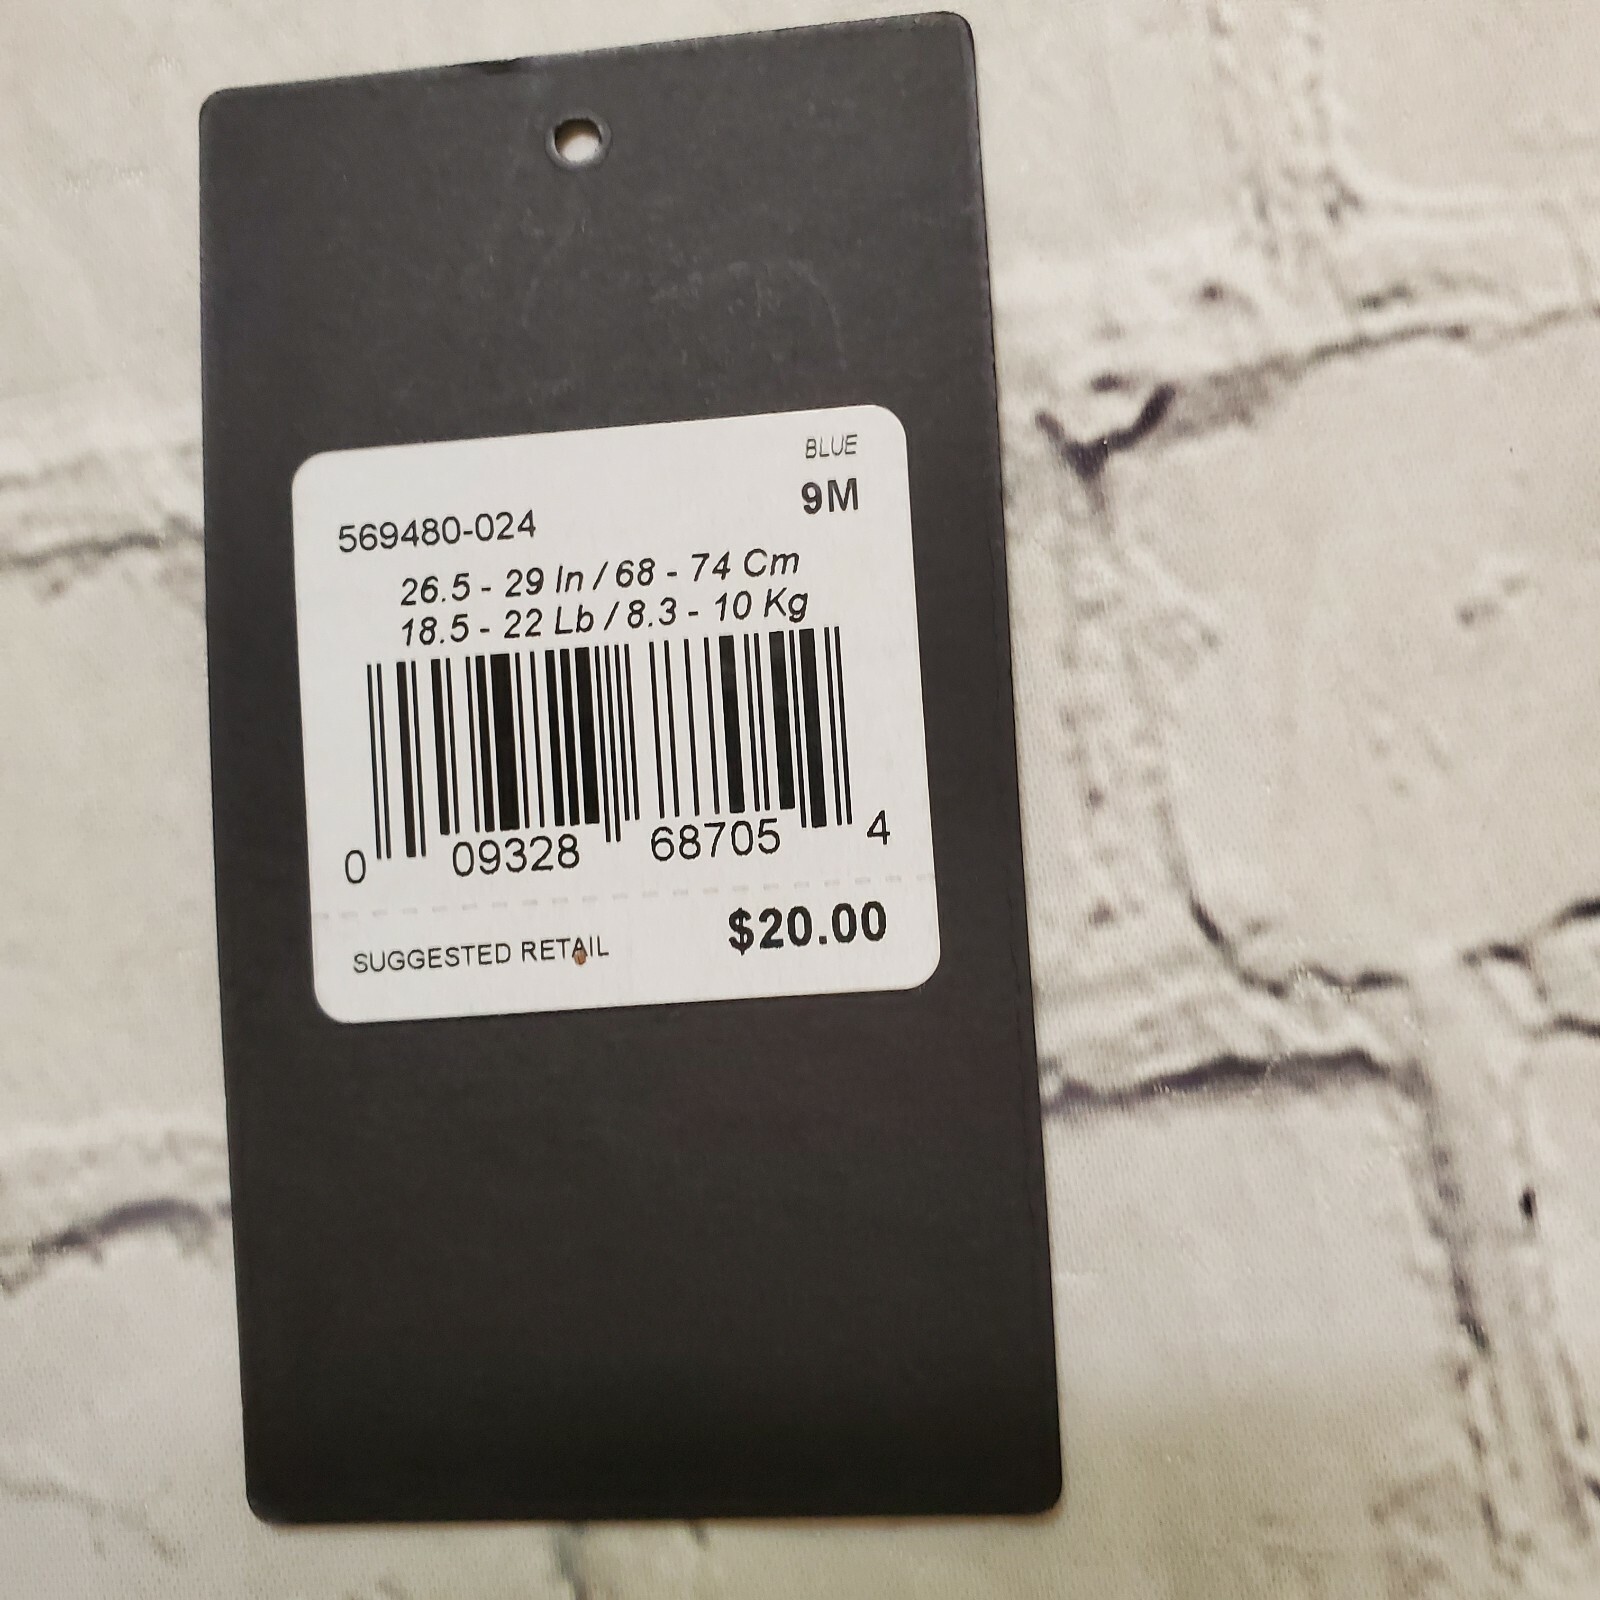 BLUE
9M
569480-024
26.5 - 29 In / 68 - 74 Cm
18.5 - 22 Lb / 8.3 - 10 Kg
0 09328 68705 4
$20.00
SUGGESTED RETAIL